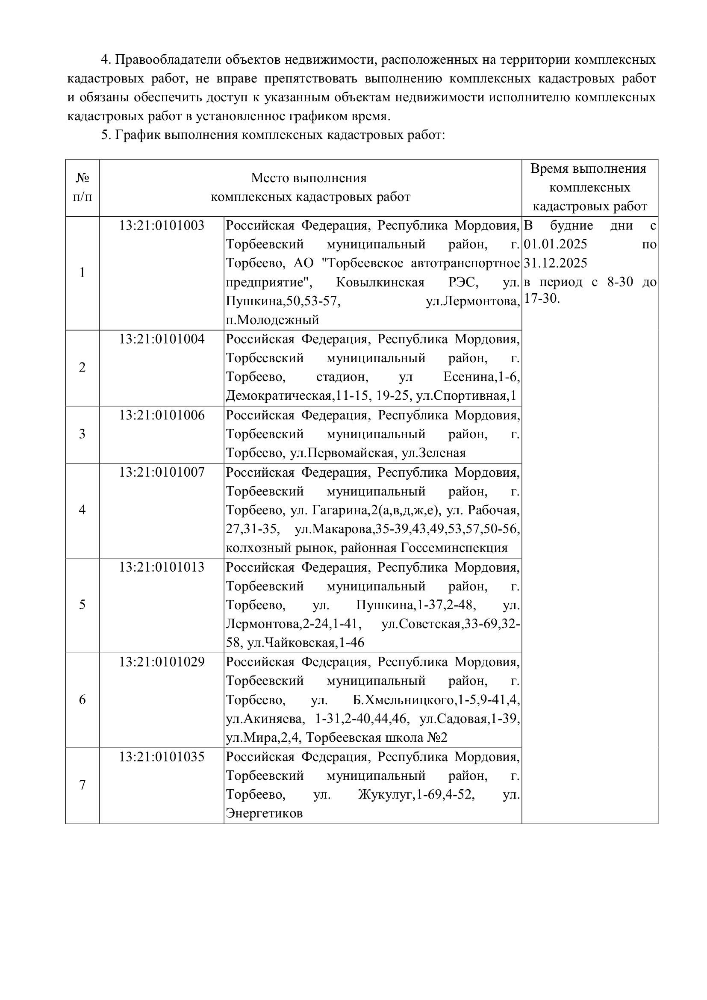 4. Правообладатели объектов недвижимости, расположенных на территории комплексных
кадастровых работ, не вправе препятствовать выполнению комплексных кадастровых работ
и обязаны обеспечить доступ к указанным объектам недвижимости исполнителю комплексных
кадастровых работ в установленное графиком время.
5. График выполнения комплексных кадастровых работ:
№
п/п
Место выполнения
комплексных кадастровых работ
Время выполнения
комплексных
кадастровых работ
1
13:21:0101003
Российская Федерация, Республика Мордовия,
Торбеевский муниципальный район, г.
Торбеево, АО "Торбеевское автотранспортное
предприятие", Ковылкинская РЭС, ул.
Пушкина,50,53-57, ул.Лермонтова,
п.Молодежный
В будние дни с
01.01.2025 по
31.12.2025
в период с 8-30 до
17-30.
2
13:21:0101004
Российская Федерация, Республика Мордовия,
Торбеевский муниципальный район, г.
Торбеево, стадион, ул Есенина,1-6,
Демократическая,11-15, 19-25, ул.Спортивная,1
3
13:21:0101006
Российская Федерация, Республика Мордовия,
Торбеевский муниципальный район, г.
Торбеево, ул.Первомайская, ул.Зеленая
4
13:21:0101007
Российская Федерация, Республика Мордовия,
Торбеевский муниципальный район, г.
Торбеево, ул. Гагарина,2(а,в,д,ж,е), ул. Рабочая,
27,31-35, ул.Макарова,35-39,43,49,53,57,50-56,
колхозный рынок, районная Госсеминспекция
5
13:21:0101013
Российская Федерация, Республика Мордовия,
Торбеевский муниципальный район, г.
Торбеево, ул. Пушкина,1-37,2-48, ул.
Лермонтова,2-24,1-41, ул.Советская,33-69,32-
58, ул.Чайковская,1-46
6
13:21:0101029
Российская Федерация, Республика Мордовия,
Торбеевский муниципальный район, г.
Торбеево, ул. Б.Хмельницкого,1-5,9-41,4,
ул.Акиняева, 1-31,2-40,44,46, ул.Садовая,1-39,
ул.Мира,2,4, Торбеевская школа №2
7
13:21:0101035
Российская Федерация, Республика Мордовия,
Торбеевский муниципальный район, г.
Торбеево, ул. Жукулуг,1-69,4-52, ул.
Энергетиков